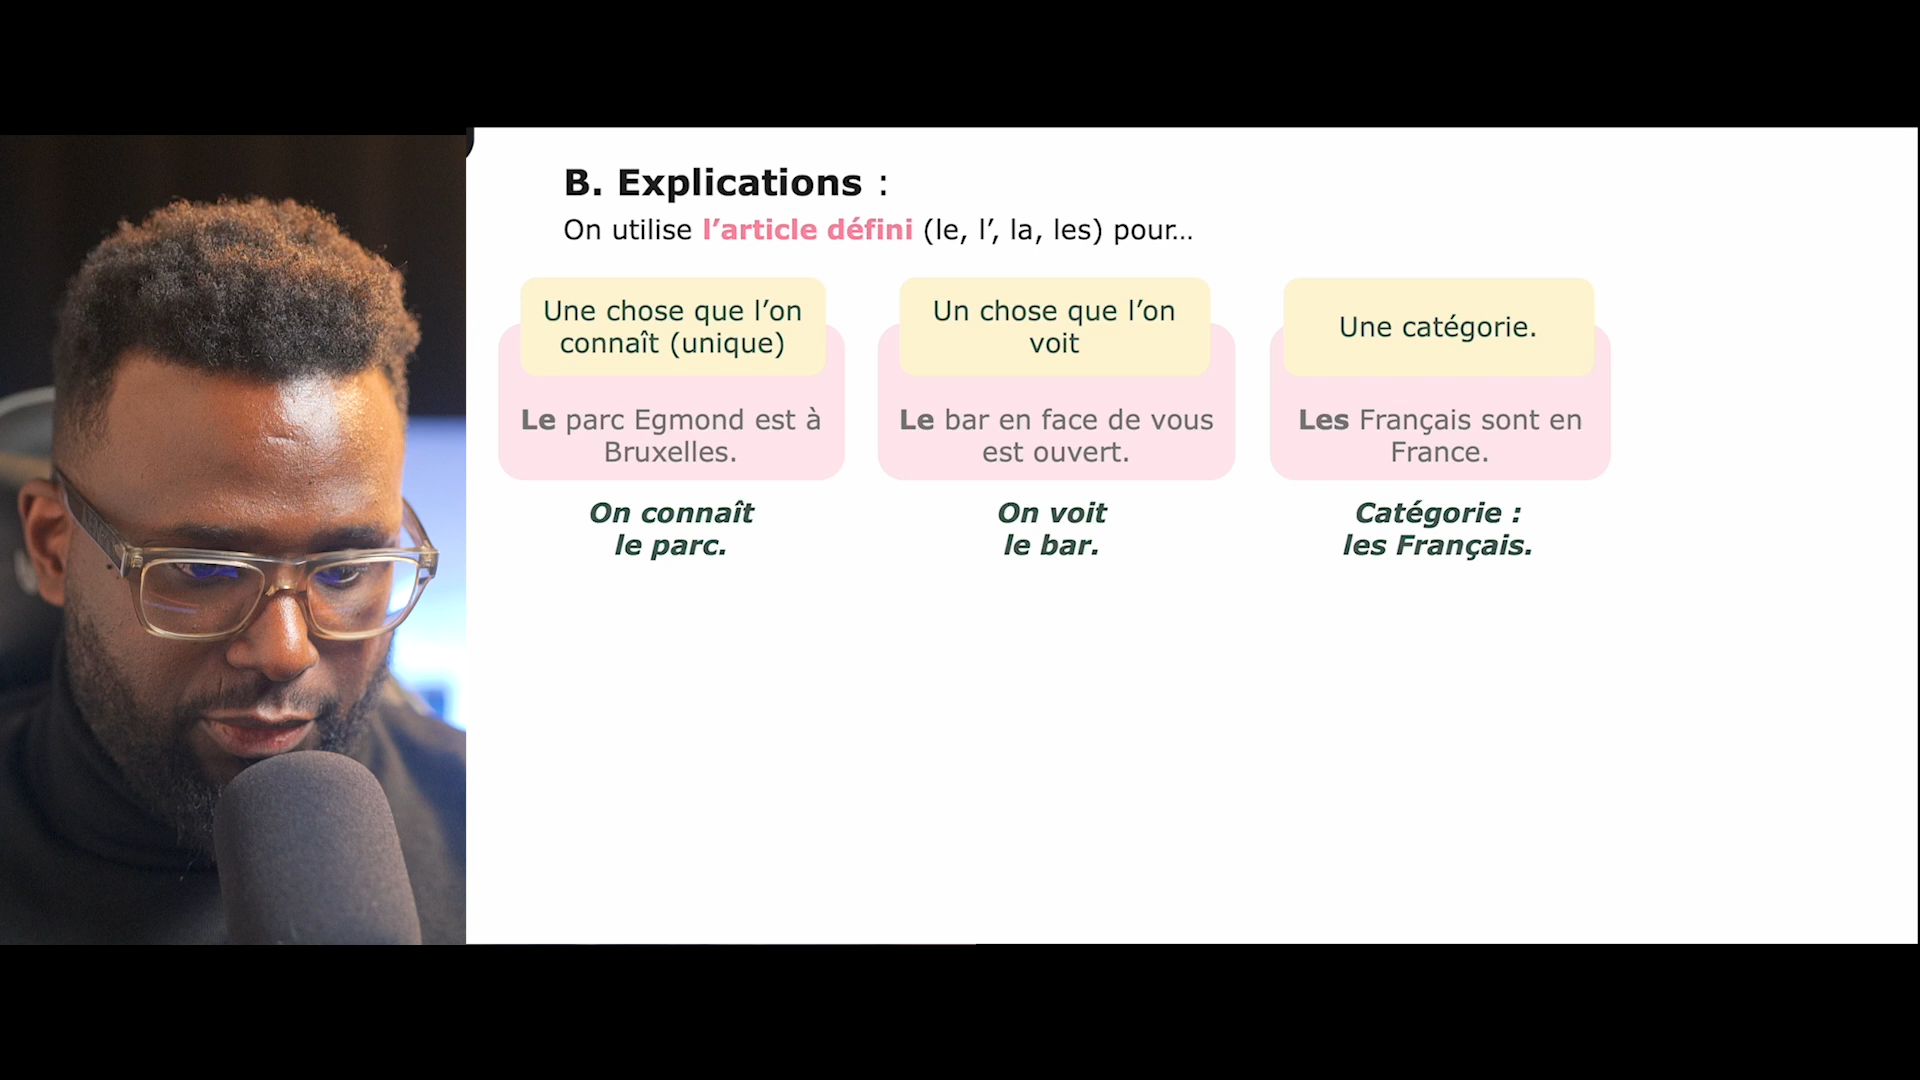 B. Explications :
On utilise l’article défini (le, l’, la, les) pour...
Une chose que l’on
connaît (unique)
Le parc Egmond est à
Bruxelles.
On connaît
le parc.
Un chose que l’on
voit
Le bar en face de vous
est ouvert.
On voit
le bar.
Une catégorie.
Les Français sont en
France.
Catégorie :
les Français.